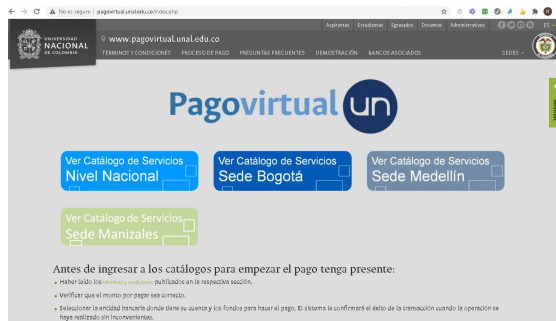 No es seguro | pagovirtual.unal.edu.co/index.php
Aspirantes Estudiantes Egresados Docentes Administrativos ES
UNIVERSIDAD
NACIONAL
DE COLOMBIA
www.pagovirtual.unal.edu.co
TÉRMINOS Y CONDICIONES PROCESO DE PAGO PREGUNTAS FRECUENTES DEMOSTRACIÓN BANCOS ASOCIADOS SEDES
Pagovirtual un
Ver Catálogo de Servicios
Nivel Nacional
Ver Catálogo de Servicios
Sede Bogotá
Ver Catálogo de Servicios
Sede Medellín
Ver Catálogo de Servicios
Sede Manizales
Antes de ingresar a los catálogos para empezar el pago tenga presente:
Haber leído los términos y condiciones publicados en la respectiva sección.
Verificar que el monto por pagar sea correcto.
Seleccionar la entidad bancaria donde tiene su cuenta y los fondos para hacer el pago. El sistema le confirmará el éxito de la transacción cuando la operación se
haya realizado sin inconvenientes.